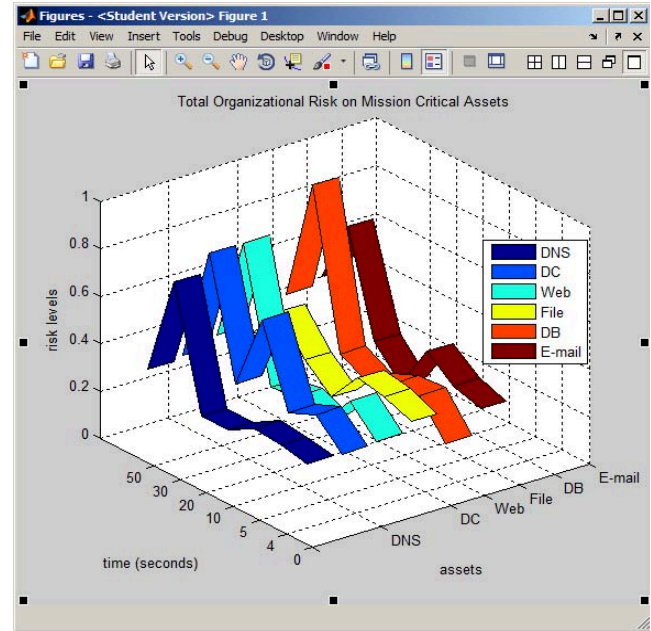 Figures - <Student Version> Figure 1
File Edit View Insert Tools Debug Desktop Window Help
Total Organizational Risk on Mission Critical Assets
1
0.8
0.6
0.4
0.2
0
risk levels
DNS
DC
Web
File
DB
E-mail
50
30
20
10
5
4
0
time (seconds)
DNS
DC
Web
File
DB
E-mail
assets